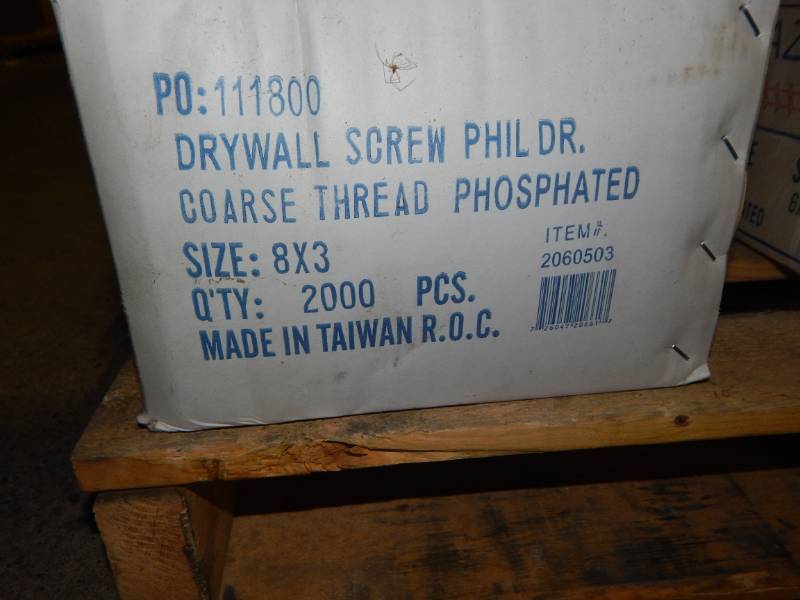 PO:111800
DRYWALL SCREW PHIL DR.
COARSE THREAD PHOSPHATED
SIZE: 8X3
Q'TY: 2000 PCS.
MADE IN TAIWAN R.O.C.
ITEM#:
2060503